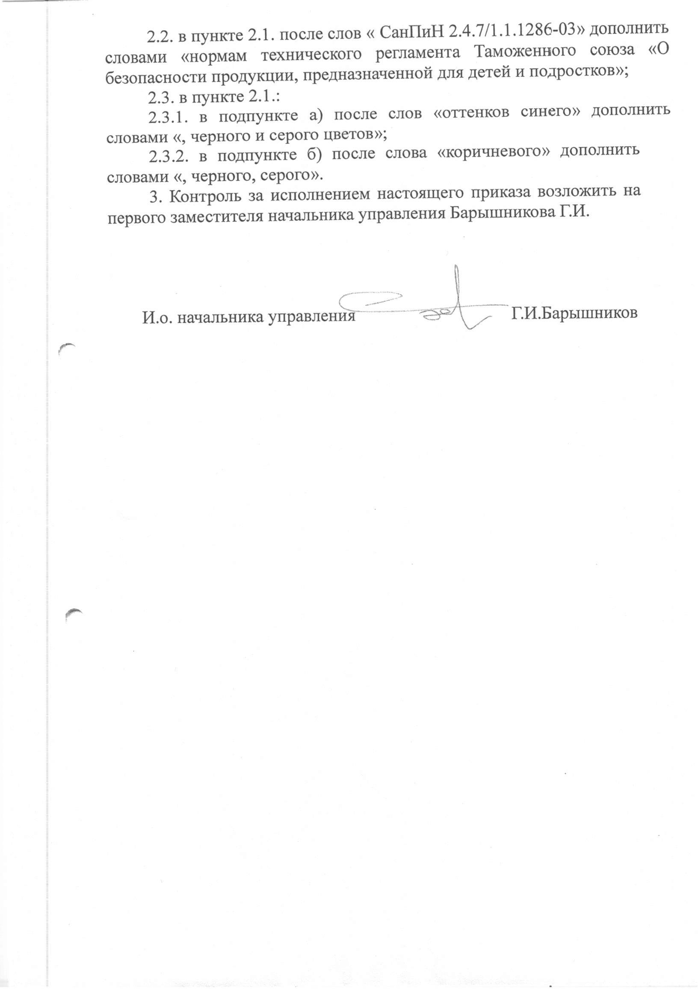 2.2. в пункте 2.1. после слов « СанПиН 2.4.7/1.1.1286-03» дополнить
словами «нормам технического регламента Таможенного союза «О
безопасности продукции, предназначенной для детей и подростков»;
2.3. в пункте 2.1.:
2.3.1. в подпункте а) после слов «оттенков синего» дополнить
словами «, черного и серого цветов»;
2.3.2. в подпункте б) после слова «коричневого» дополнить
словами «, черного, серого».
3. Контроль за исполнением настоящего приказа возложить на
первого заместителя начальника управления Барышникова Г.И.
И.о. начальника управления Г.И.Барышников